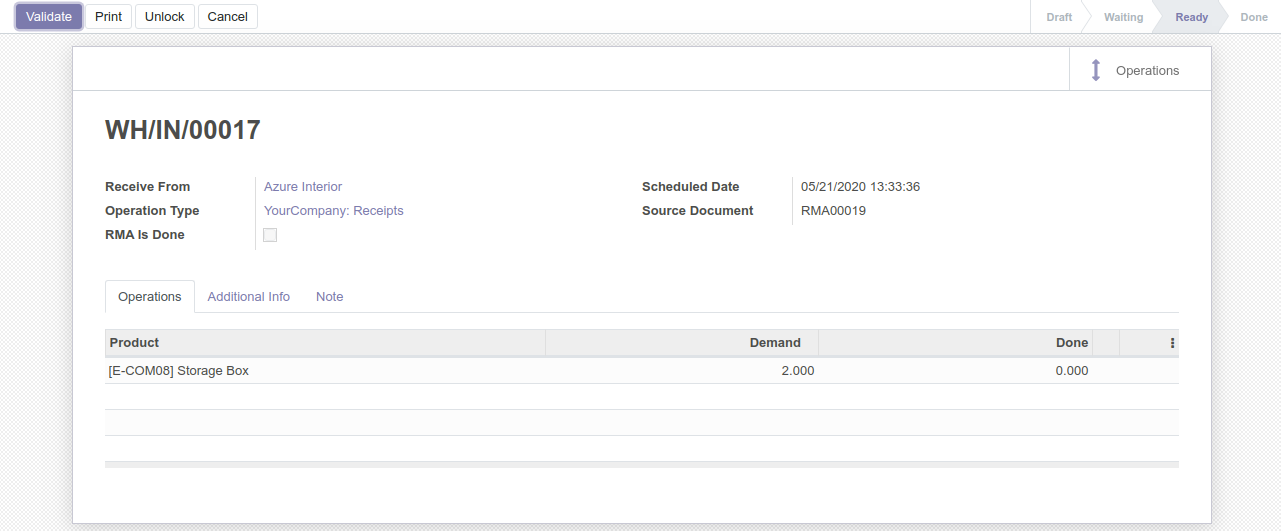 Validate Print Unlock Cancel Draft Waiting Ready Done
Operations
WH/IN/00017
Receive From Azure Interior Scheduled Date 05/21/2020 13:33:36
Operation Type YourCompany: Receipts Source Document RMA00019
RMA Is Done
Operations Additional Info Note
Product Demand Done
[E-COM08] Storage Box 2.000 0.000